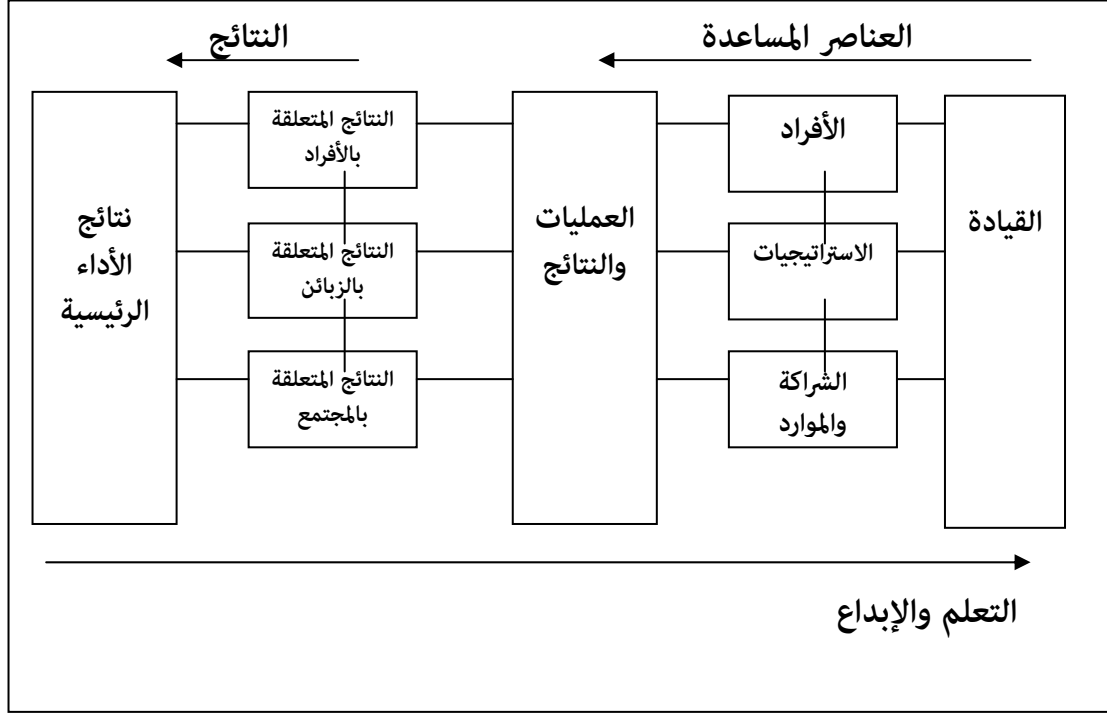 العناصر المساعدة
النتائج
القيادة
الأفراد
الاستراتيجيات
الشراكة
والموارد
العمليات
والنتائج
النتائج المتعلقة
بالأفراد
النتائج المتعلقة
بالزبائن
النتائج المتعلقة
بالمجتمع
نتائج
الأداء
الرئيسية
التعلم والإبداع